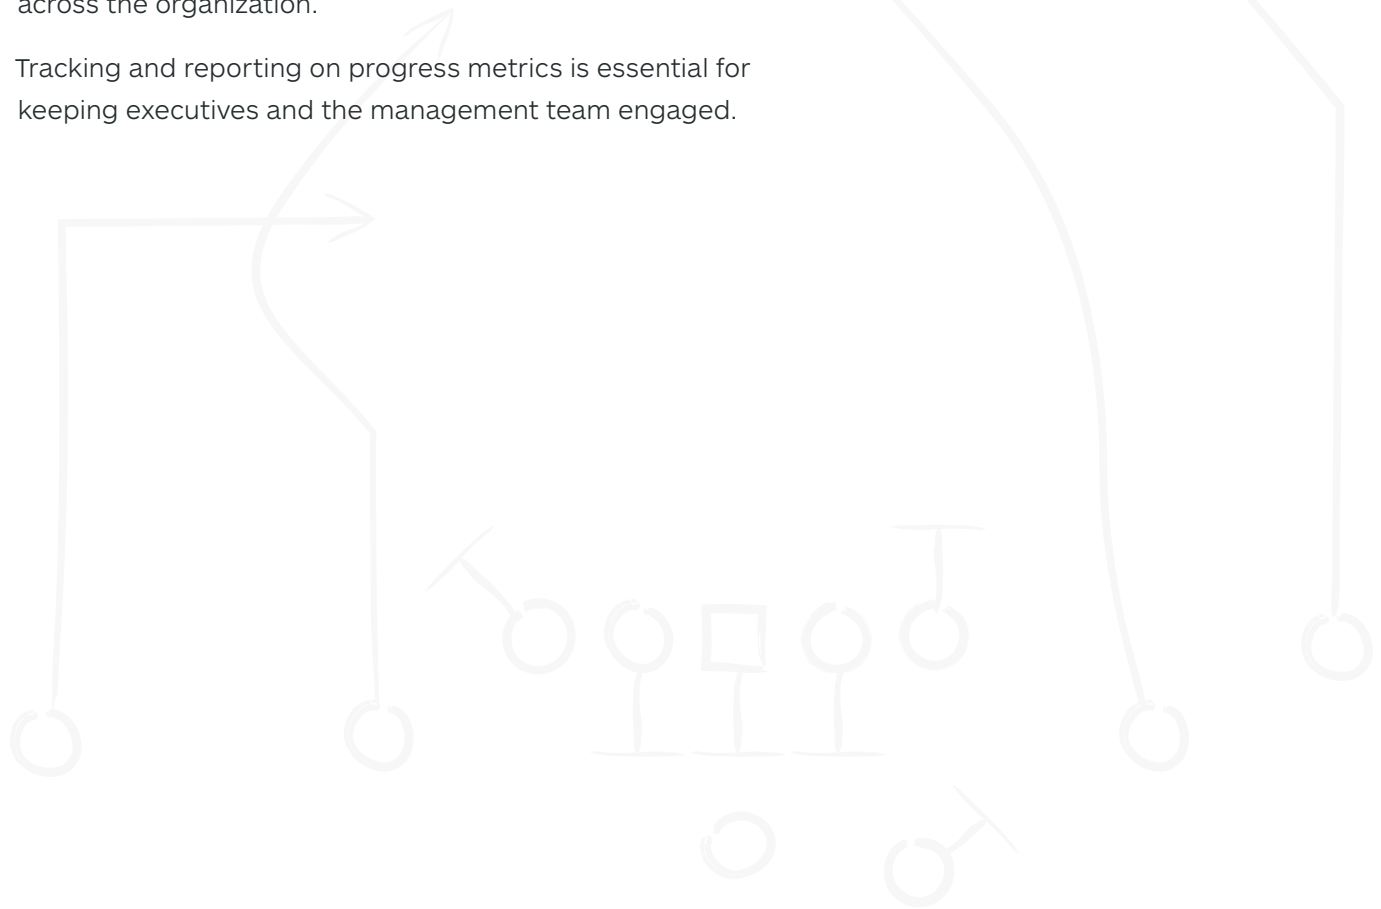 across the organization.
Tracking and reporting on progress metrics is essential for
keeping executives and the management team engaged.